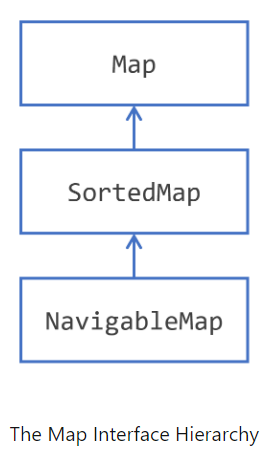 Map
SortedMap
NavigableMap
The Map Interface Hierarchy